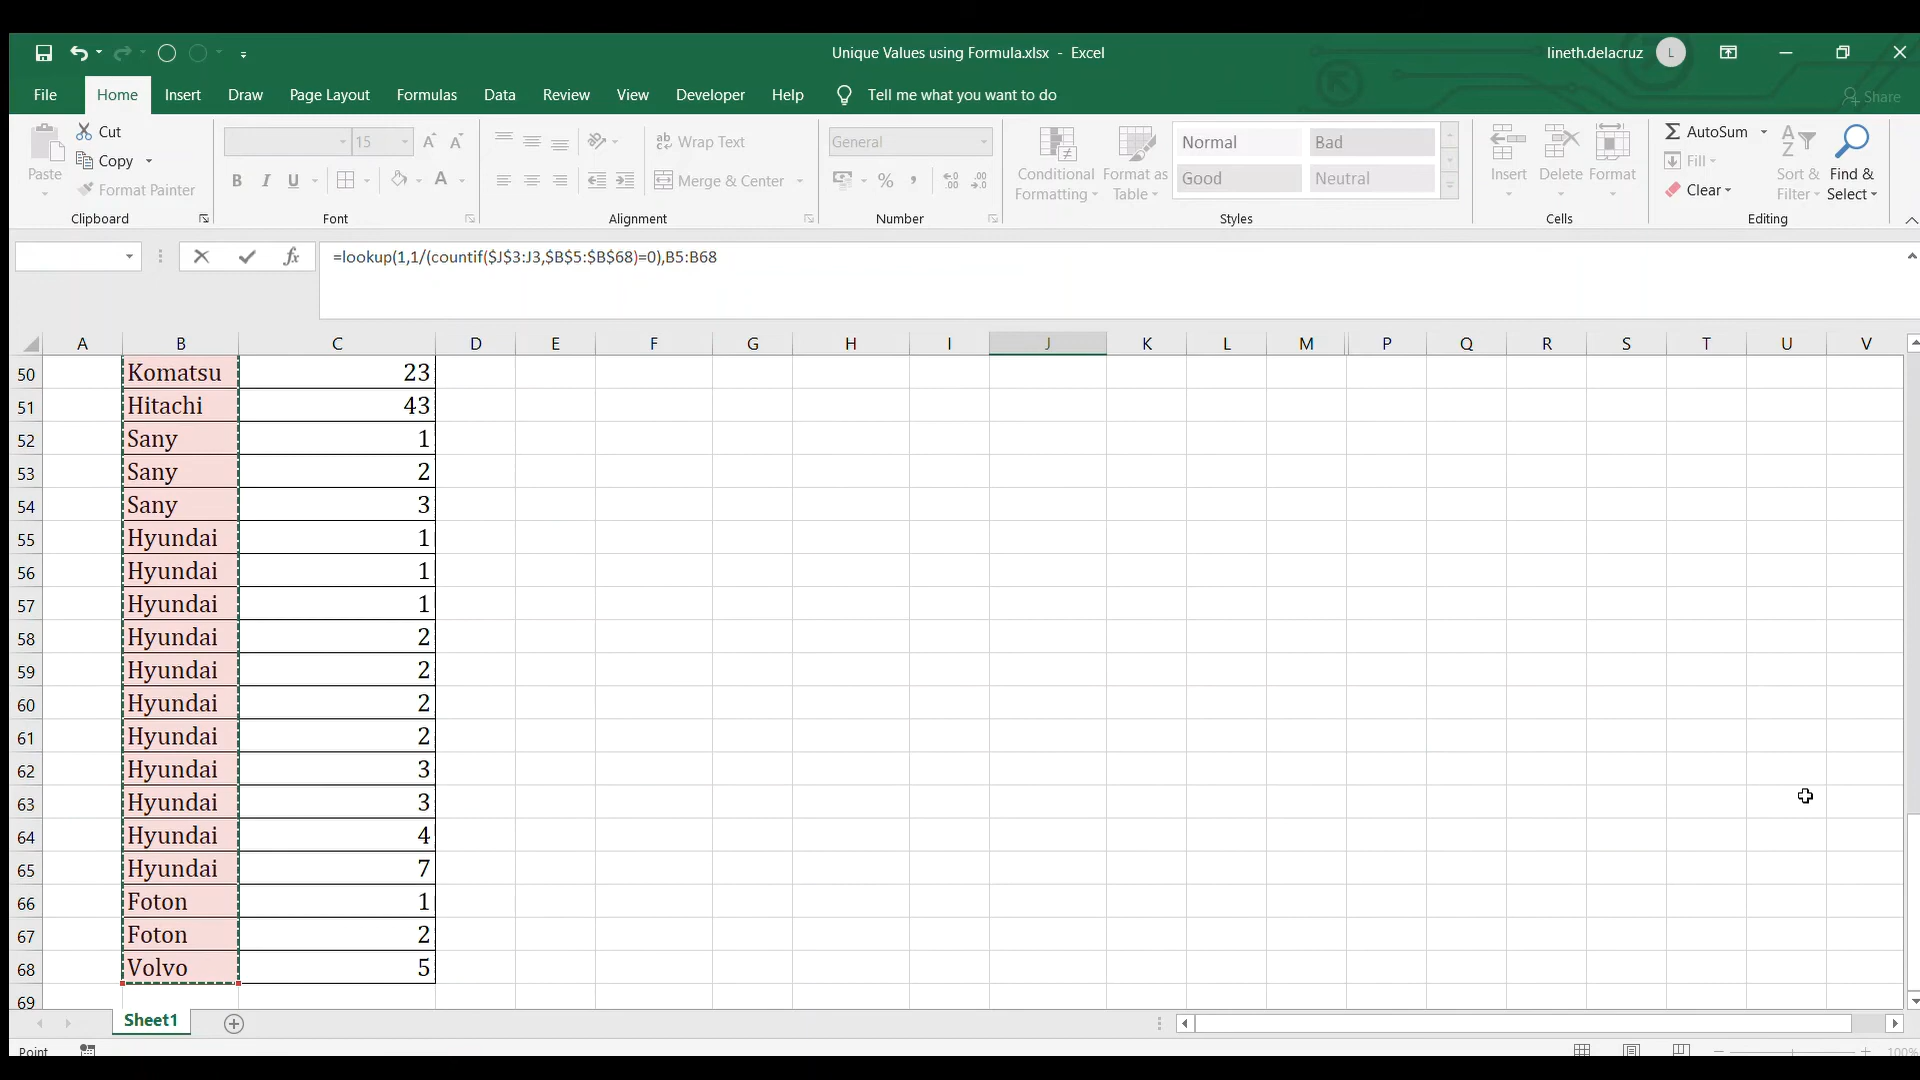 Unique Values using Formula.xlsx - Excel
lineth.delacruz
L
File Home Insert Draw Page Layout Formulas Data Review View Developer Help Tell me what you want to do
Share
Paste
Cut
Copy
Format Painter
Clipboard
15
B I U
Font
Wrap Text
Merge & Center
Alignment
General
Number
Conditional Formatting
Format as Table
Normal
Bad
Good
Neutral
Styles
Insert
Delete
Format
Cells
AutoSum
Fill
Clear
Sort & Filter
Find & Select
Editing
=lookup(1,1/(countif($J$3:J3,$B$5:$B$68)=0),B5:B68
A B C D E F G H I J K L M P Q R S T U V
50 Komatsu 23
51 Hitachi 43
52 Sany 1
53 Sany 2
54 Sany 3
55 Hyundai 1
56 Hyundai 1
57 Hyundai 1
58 Hyundai 2
59 Hyundai 2
60 Hyundai 2
61 Hyundai 2
62 Hyundai 3
63 Hyundai 3
64 Hyundai 4
65 Hyundai 7
66 Foton 1
67 Foton 2
68 Volvo 5
69
Sheet1
Point
100%